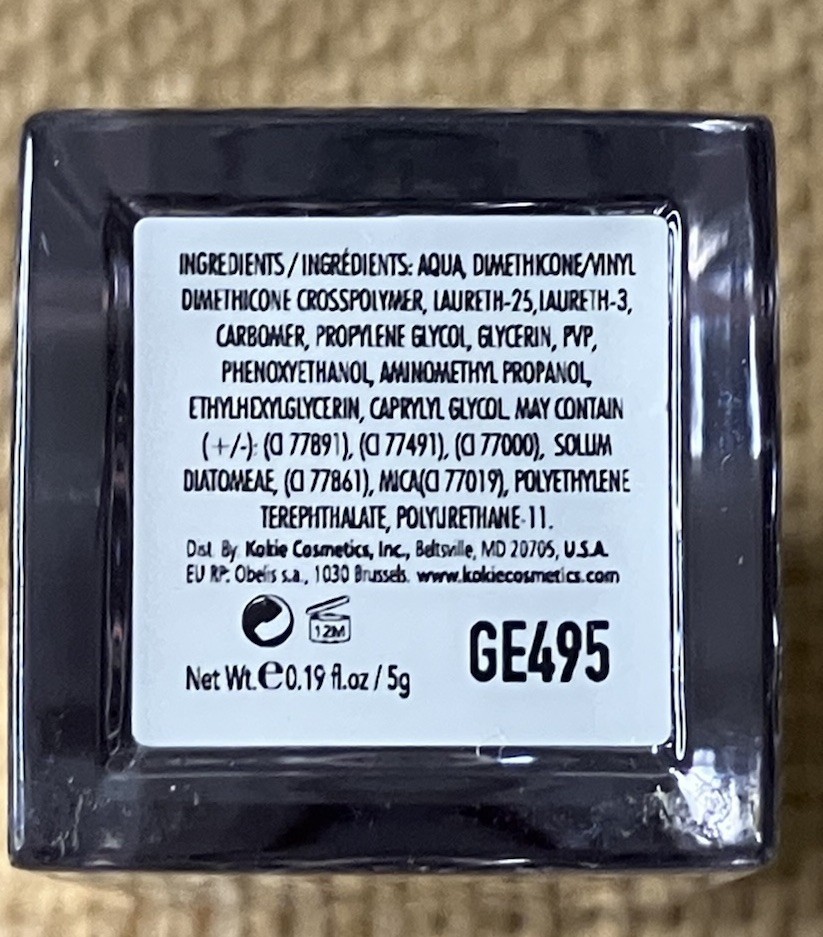 INGREDIENTS / INGRÉDIENTS: AQUA, DIMETHICONE/VINYL
DIMETHICONE CROSSPOLYMER, LAURETH-25, LAURETH-3,
CARBOMER, PROPYLENE GLYCOL, GLYCERIN, PVP,
PHENOXYETHANOL, AMINOMETHYL PROPANOL,
ETHYLHEXYLGLYCERIN, CAPRYLYL GLYCOL. MAY CONTAIN
(+/-): (CI 77891), (CI 77491), (CI 77000), SOLUM
DIATOMEAE, (CI 77861), MICA(CI 77019), POLYETHYLENE
TEREPHTHALATE, POLYURETHANE-11.
Dist. By. Kokie Cosmetics, Inc., Beltsville, MD 20705, U.S.A.
EU RP: Obelis s.a., 1030 Brussels. www.kokiecosmetics.com
12M
GE495
Net Wt.℮0.19 fl.oz / 5g